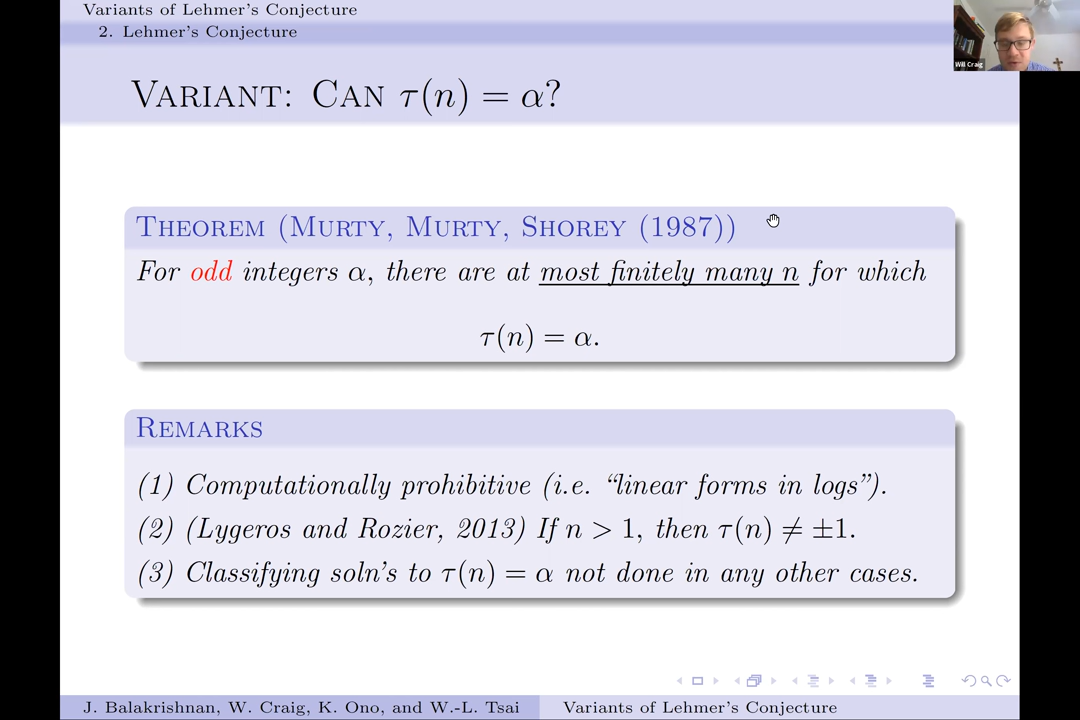 Variants of Lehmer's Conjecture
2. Lehmer's Conjecture
Will Craig
Variant: Can τ(n) = α?
Theorem (Murty, Murty, Shorey (1987))
For odd integers α, there are at most finitely many n for which
τ(n) = α.
Remarks
(1) Computationally prohibitive (i.e. “linear forms in logs”).
(2) (Lygeros and Rozier, 2013) If n > 1, then τ(n) ≠ ±1.
(3) Classifying soln's to τ(n) = α not done in any other cases.
J. Balakrishnan, W. Craig, K. Ono, and W.-L. Tsai
Variants of Lehmer's Conjecture